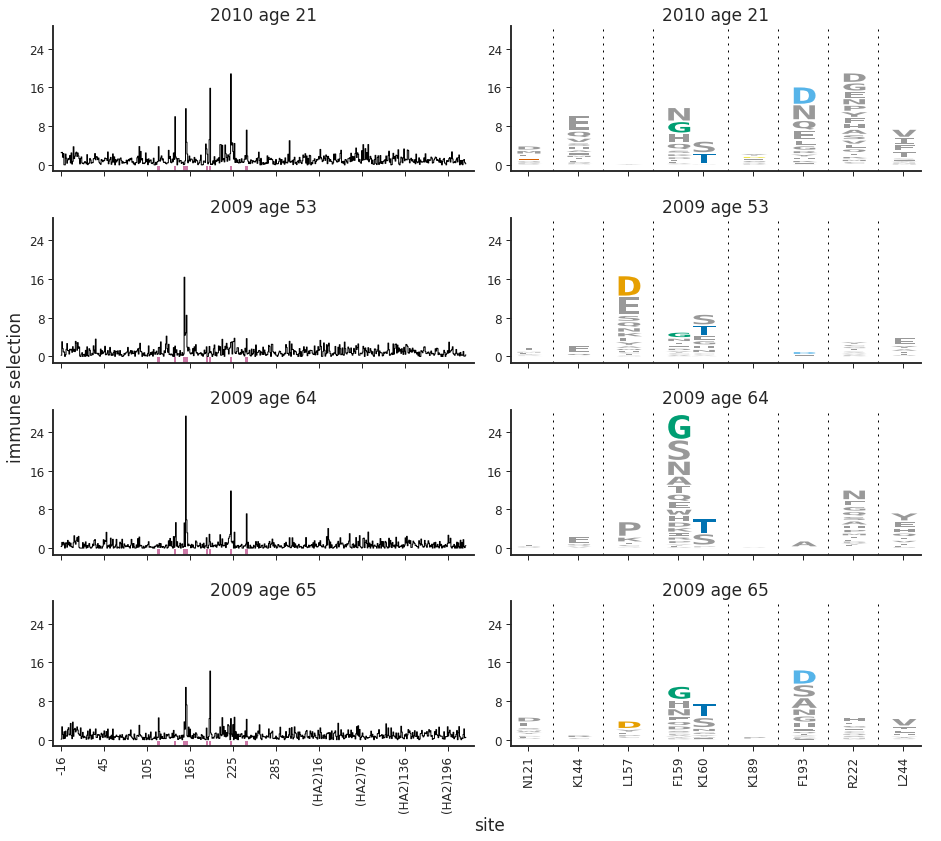 2010 age 21
2010 age 21
24
16
8
0
24
16
8
0
2009 age 53
2009 age 53
24
16
8
0
24
16
8
0
immune selection
2009 age 64
2009 age 64
24
16
8
0
24
16
8
0
2009 age 65
2009 age 65
24
16
8
0
24
16
8
0
-16
45
105
165
225
285
(HA2)16
(HA2)76
(HA2)136
(HA2)196
N121
K144
L157
F159
K160
K189
F193
R222
L244
site